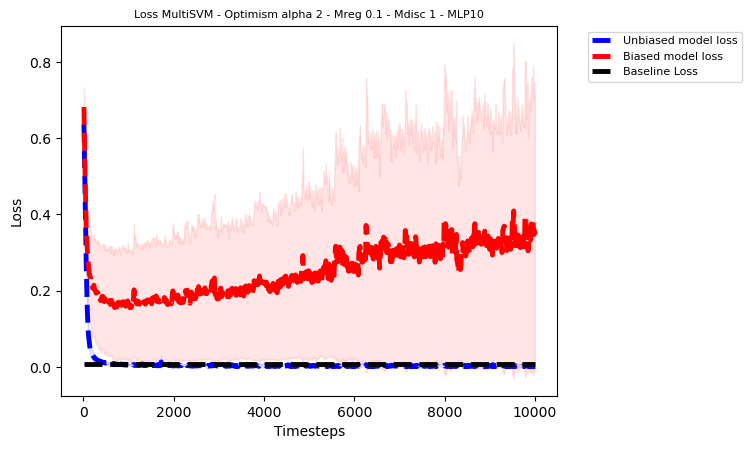 Loss MultiSVM - Optimism alpha 2 - Mreg 0.1 - Mdisc 1 - MLP10
Unbiased model loss
Biased model loss
Baseline Loss
Loss
0.8
0.6
0.4
0.2
0.0
0 2000 4000 6000 8000 10000
Timesteps